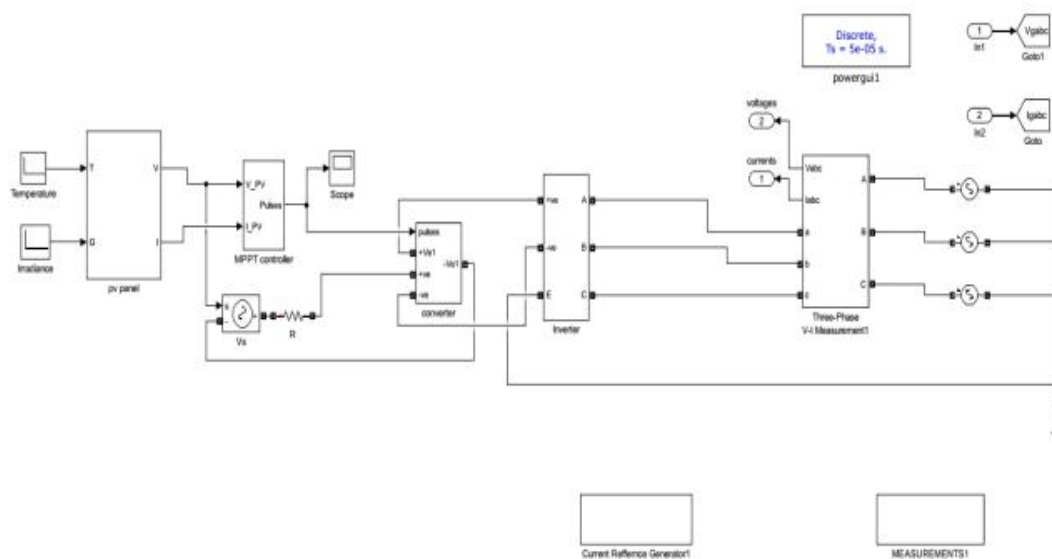 Discrete,
Ts = 5e-05 s.
powergui1
1
In1
Vgabc
Goto1
2
In2
Igabc
Goto
voltages
2
currents
1
Temperature
Irradiance
T
G
V
I
pv panel
V_PV
I_PV
Pulses
MPPT controller
Scope
s
-
+
Vs
R
pulses
+Vo1
+ve
-ve
-Vo1
converter
+ve
-ve
E
A
B
C
Inverter
Vabc
Iabc
a
b
c
A
B
C
Three-Phase
V-I Measurement1
Current Reffernce Generator1
MEASUREMENTS1